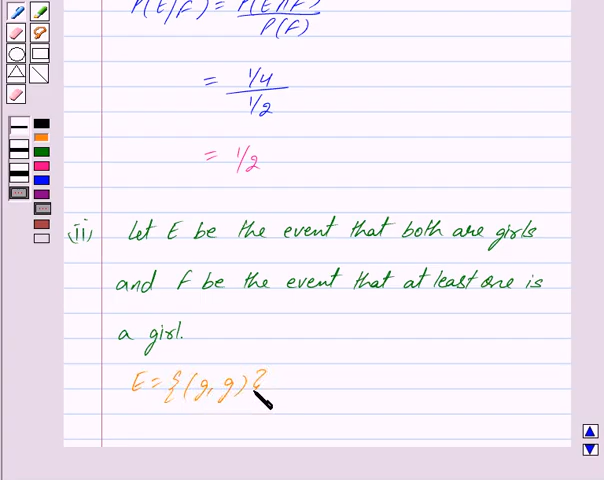 P(E/F) = P(E∩F)
P(F)
= 1/4
1/2
= 1/2
(ii) Let E be the event that both are girls
and F be the event that at least one is
a girl.
E = {(g, g)}